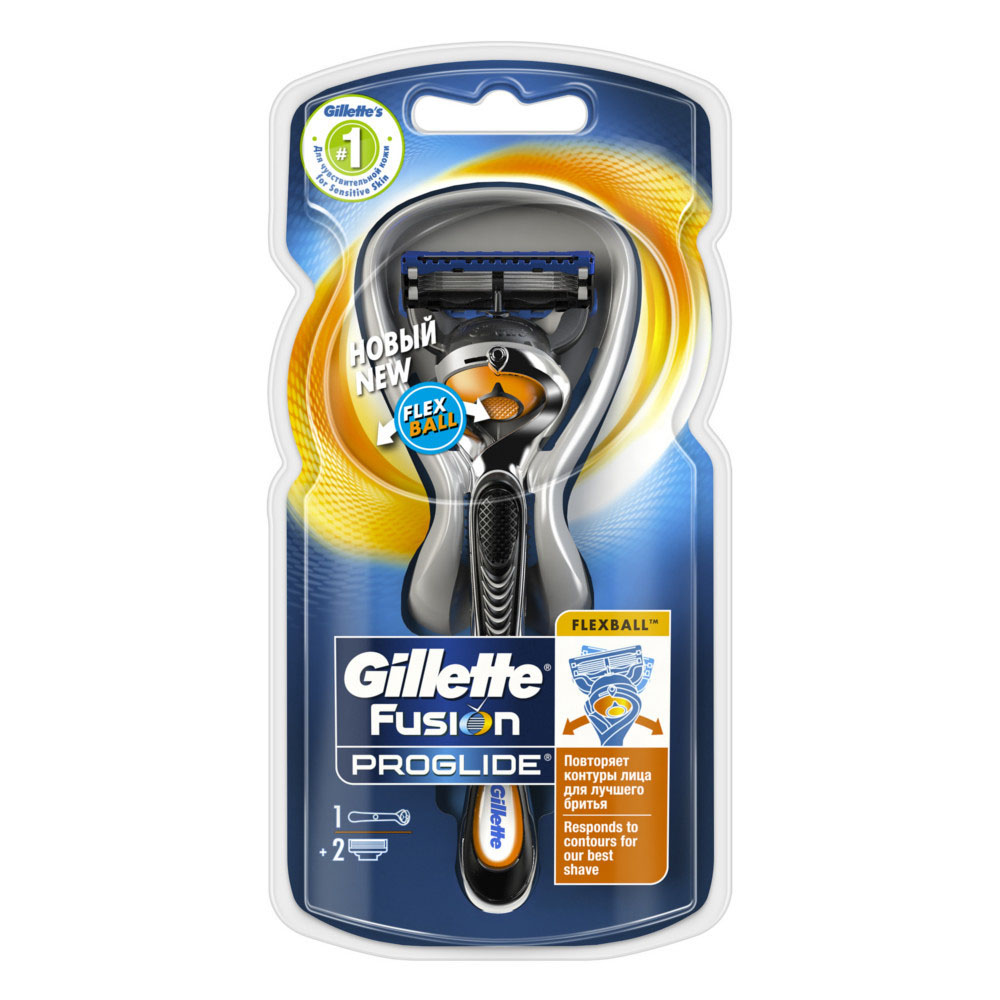 Gillette's
#1
Для чувствительной кожи
for Sensitive Skin
НОВЫЙ
NEW
FLEX
BALL
FLEXBALL™
Gillette®
Fusion
PROGLIDE®
Повторяет
контуры лица
для лучшего
бритья
Responds to
contours for
our best
shave
1
+2
Gillette